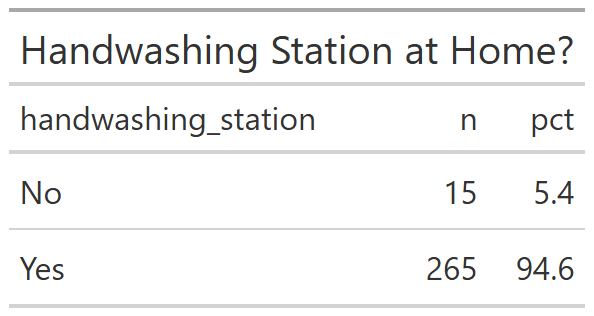 Handwashing Station at Home?
handwashing_station n pct
No 15 5.4
Yes 265 94.6